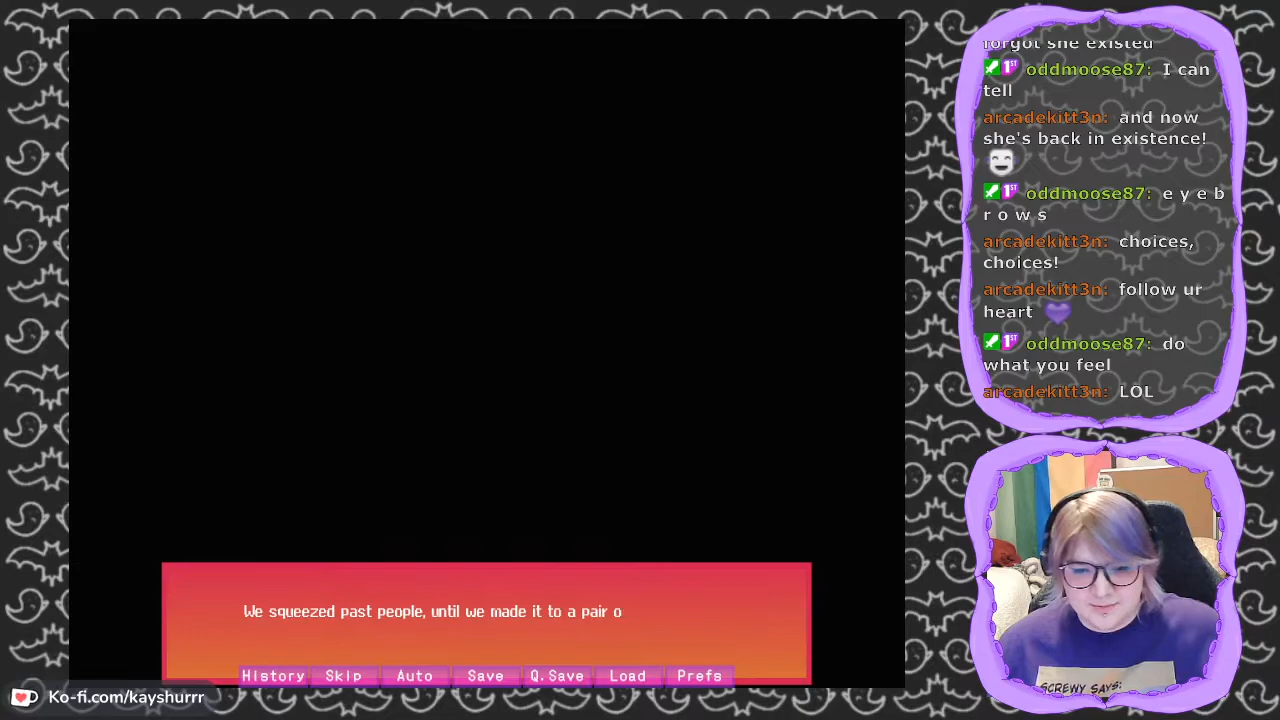 forgot she existed
oddmoose87: I can
tell
arcadekitt3n: and now
she's back in existence!
oddmoose87: e y e b
r o w s
arcadekitt3n: choices,
choices!
arcadekitt3n: follow ur
heart
oddmoose87: do
what you feel
arcadekitt3n: LOL
We squeezed past people, until we made it to a pair o
History Skip Auto Save Q.Save Load Prefs
Ko-fi.com/kayshurrr
SCREWY SAYS: